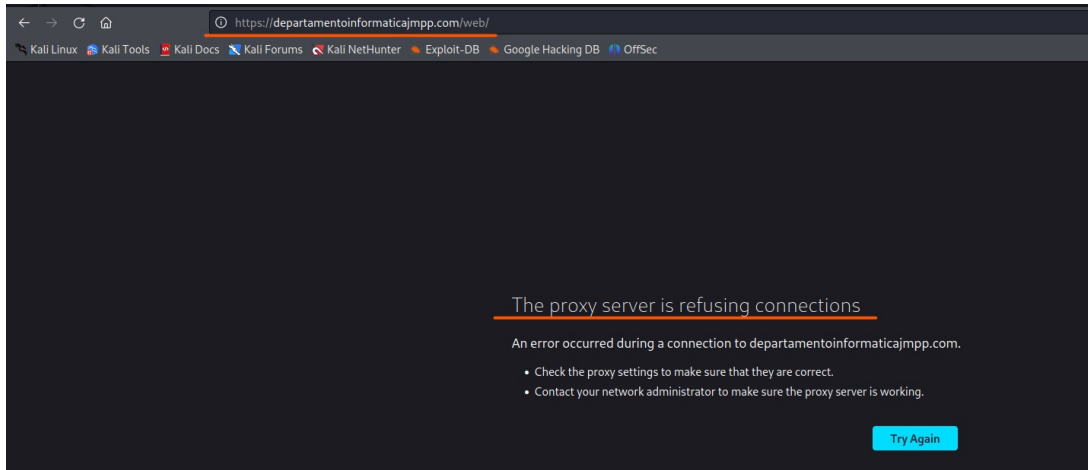 https://departamentoinformaticajmpp.com/web/
Kali Linux Kali Tools Kali Docs Kali Forums Kali NetHunter Exploit-DB Google Hacking DB OffSec
The proxy server is refusing connections
An error occurred during a connection to departamentoinformaticajmpp.com.
• Check the proxy settings to make sure that they are correct.
• Contact your network administrator to make sure the proxy server is working.
Try Again